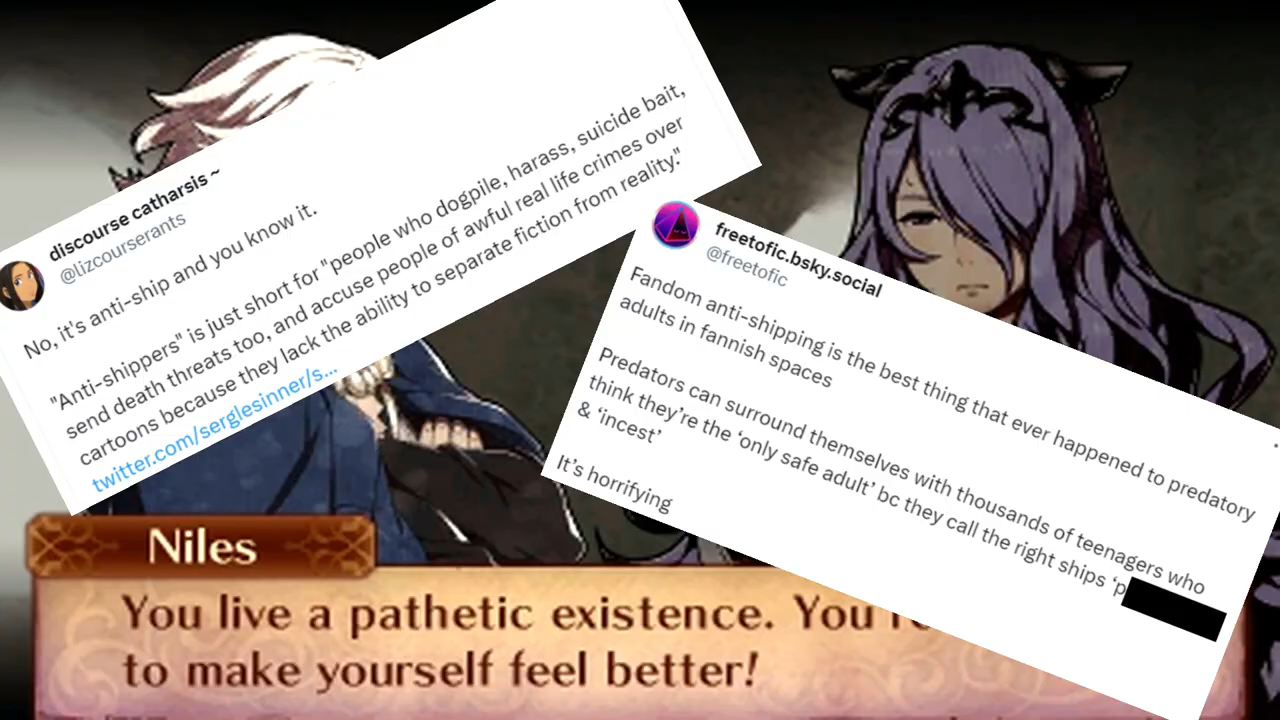 discourse catharsis ~
@lizcourserants
No, it's anti-ship and you know it.
"Anti-shippers" is just short for "people who dogpile, harass, suicide bait,
send death threats too, and accuse people of awful real life crimes over
cartoons because they lack the ability to separate fiction from reality."
twitter.com/serglesinner/s...
freetofic.bsky.social
@freetofic
Fandom anti-shipping is the best thing that ever happened to predatory
adults in fannish spaces
Predators can surround themselves with thousands of teenagers who
think they're the 'only safe adult' bc they call the right ships 'p
& 'incest'
It's horrifying
Niles
You live a pathetic existence. You
to make yourself feel better!